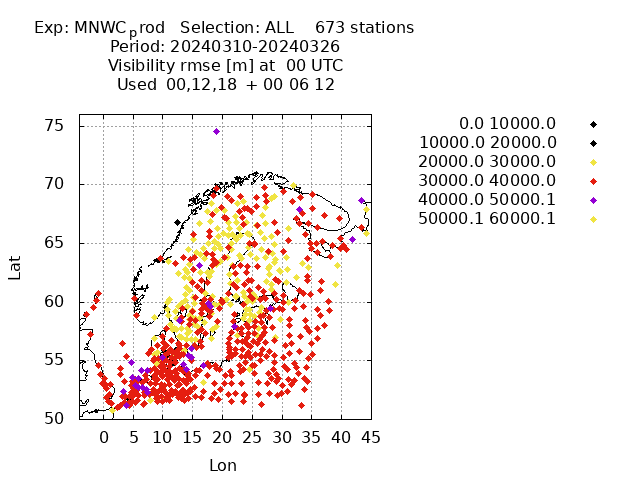 Exp: MNWCprod Selection: ALL 673 stations
Period: 20240310-20240326
Visibility rmse [m] at 00 UTC
Used 00,12,18 + 00 06 12
0.0 10000.0
10000.0 20000.0
20000.0 30000.0
30000.0 40000.0
40000.0 50000.1
50000.1 60000.1
75
70
65
60
55
50
Lat
0 5 10 15 20 25 30 35 40 45
Lon